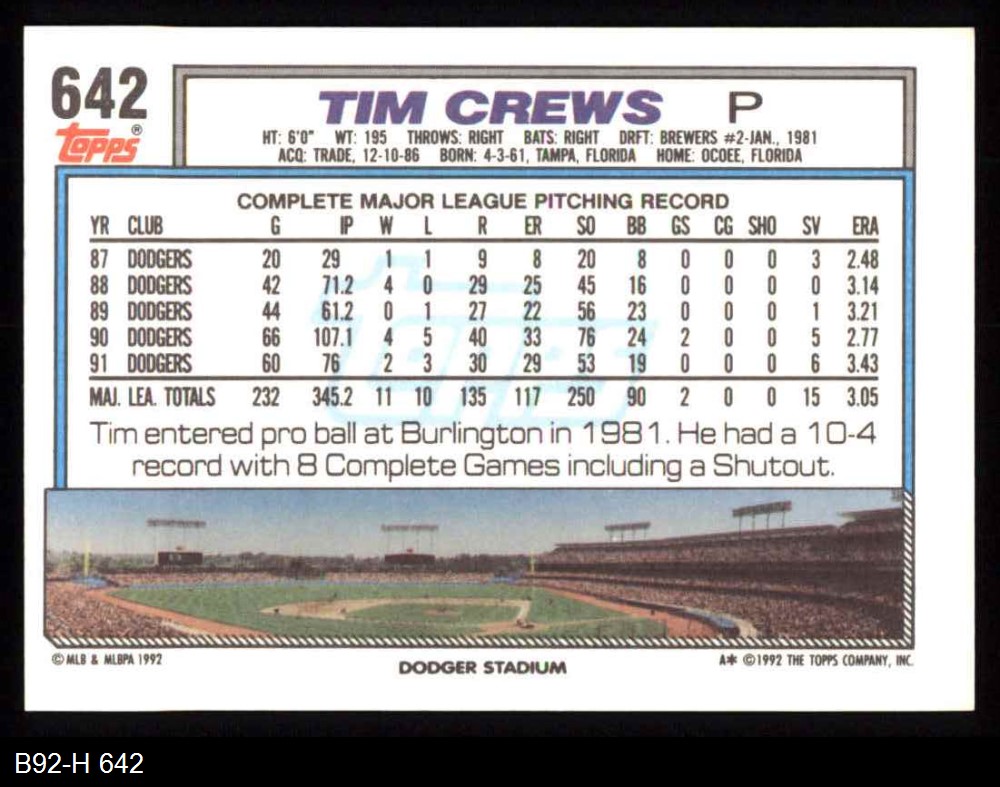 642
TIM CREWS P
topps®
HT: 6'0" WT: 195 THROWS: RIGHT BATS: RIGHT DRFT: BREWERS #2-JAN., 1981
ACQ: TRADE, 12-10-86 BORN: 4-3-61, TAMPA, FLORIDA HOME: OCOEE, FLORIDA
COMPLETE MAJOR LEAGUE PITCHING RECORD
YR CLUB G IP W L R ER SO BB GS CG SHO SV ERA
87 DODGERS 20 29 1 1 9 8 20 8 0 0 0 3 2.48
88 DODGERS 42 71.2 4 0 29 25 45 16 0 0 0 0 3.14
89 DODGERS 44 61.2 0 1 27 22 56 23 0 0 0 1 3.21
90 DODGERS 66 107.1 4 5 40 33 76 24 2 0 0 5 2.77
91 DODGERS 60 76 2 3 30 29 53 19 0 0 0 6 3.43
MAJ. LEA. TOTALS 232 345.2 11 10 135 117 250 90 2 0 0 15 3.05
topps
Tim entered pro ball at Burlington in 1981. He had a 10-4
record with 8 Complete Games including a Shutout.
© MLB & MLBPA 1992
DODGER STADIUM
A* ©1992 THE TOPPS COMPANY, INC.
B92-H 642